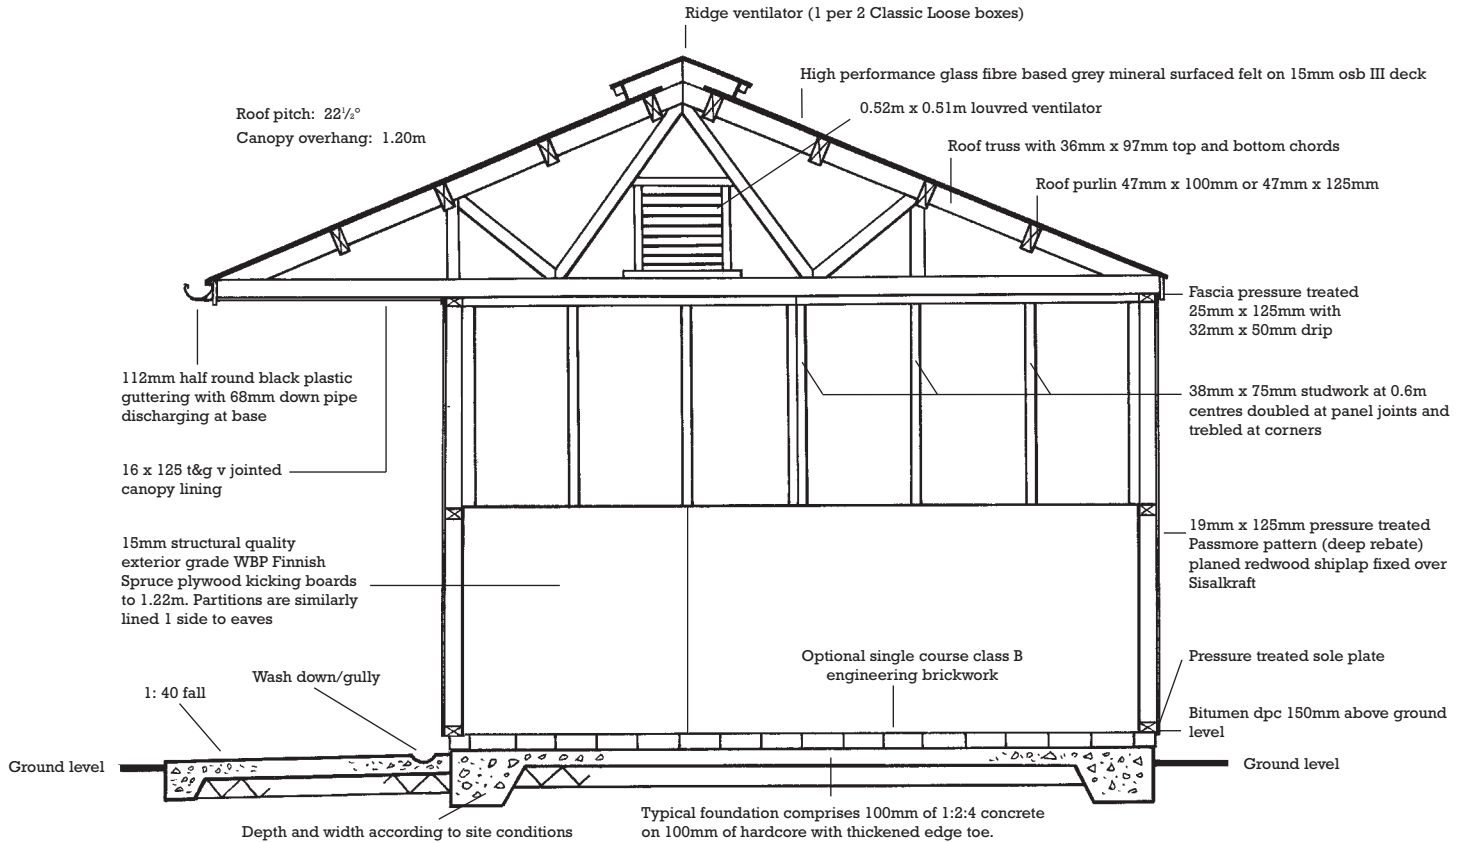 Ridge ventilator (1 per 2 Classic Loose boxes)
High performance glass fibre based grey mineral surfaced felt on 15mm osb III deck
0.52m x 0.51m louvred ventilator
Roof pitch: 22½°
Canopy overhang: 1.20m
Roof truss with 36mm x 97mm top and bottom chords
Roof purlin 47mm x 100mm or 47mm x 125mm
Fascia pressure treated
25mm x 125mm with
32mm x 50mm drip
112mm half round black plastic
guttering with 68mm down pipe
discharging at base
38mm x 75mm studwork at 0.6m
centres doubled at panel joints and
trebled at corners
16 x 125 t&g v jointed
canopy lining
19mm x 125mm pressure treated
Passmore pattern (deep rebate)
planed redwood shiplap fixed over
Sisalkraft
15mm structural quality
exterior grade WBP Finnish
Spruce plywood kicking boards
to 1.22m. Partitions are similarly
lined 1 side to eaves
Optional single course class B
engineering brickwork
Pressure treated sole plate
Wash down/gully
1: 40 fall
Bitumen dpc 150mm above ground
level
Ground level
Ground level
Typical foundation comprises 100mm of 1:2:4 concrete
on 100mm of hardcore with thickened edge toe.
Depth and width according to site conditions